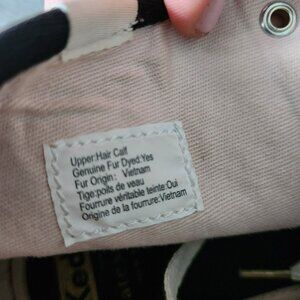 Upper:Hair Calf
Genuine Fur Dyed:Yes
Fur Origin: Vietnam
Tige:poils de veau
Fourrure véritable teinte:Oui
Origine de la fourrure:Vietnam
Ked